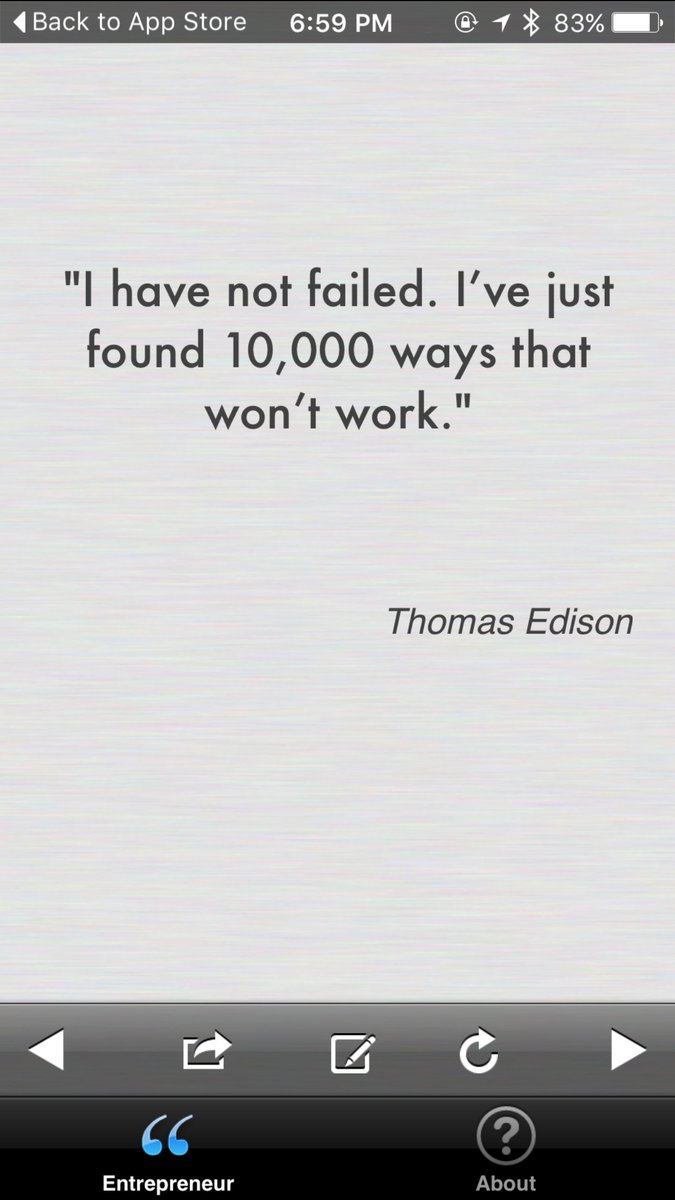 Back to App Store 6:59 PM 83%
"I have not failed. I’ve just
found 10,000 ways that
won’t work."
Thomas Edison
Entrepreneur About